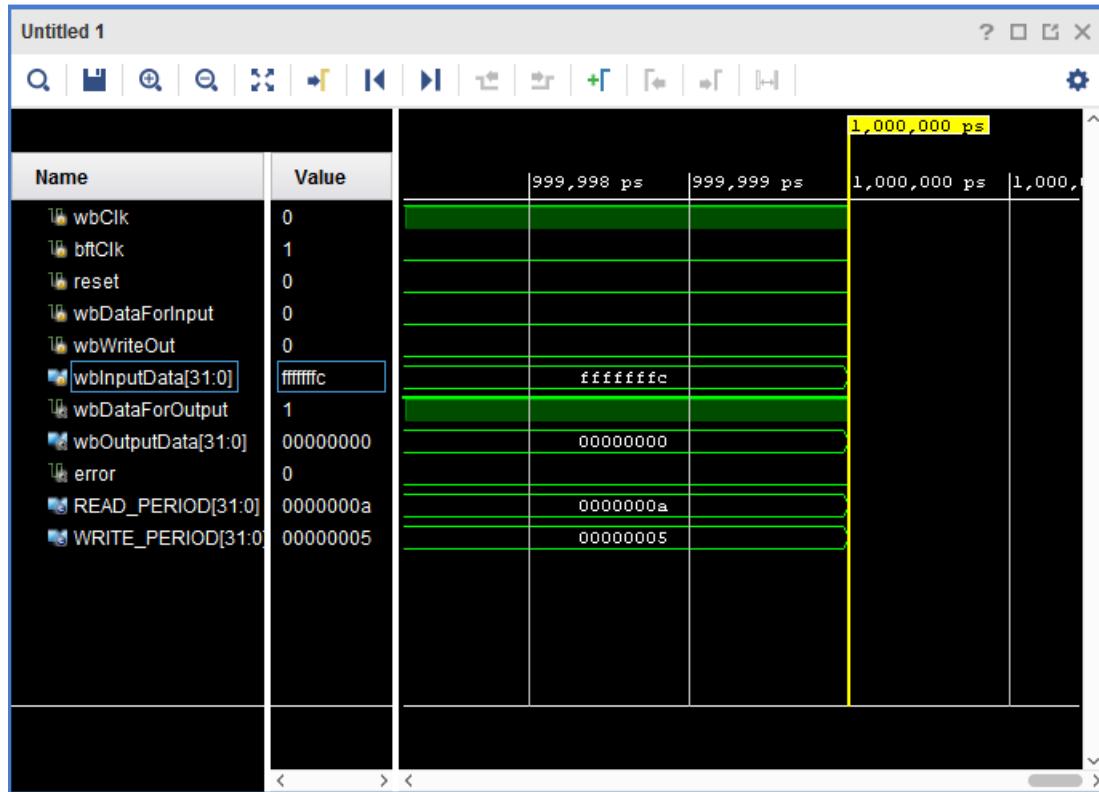 Untitled 1
?
1,000,000 ps
Name Value 999,998 ps 999,999 ps 1,000,000 ps 1,000,
wbClk 0
bftClk 1
reset 0
wbDataForInput 0
wbWriteOut 0
wbInputData[31:0] fffffffc fffffffc
wbDataForOutput 1
wbOutputData[31:0] 00000000 00000000
error 0
READ_PERIOD[31:0] 0000000a 0000000a
WRITE_PERIOD[31:0] 00000005 00000005